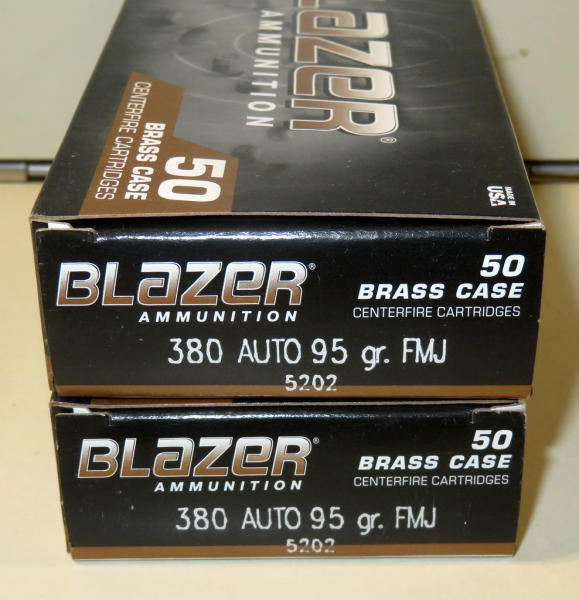 BLAZER®
AMMUNITION
50
BRASS CASE
CENTERFIRE CARTRIDGES
MADE IN
USA
BLAZER®
AMMUNITION
50
BRASS CASE
CENTERFIRE CARTRIDGES
380 AUTO 95 gr. FMJ
5202
BLAZER®
AMMUNITION
50
BRASS CASE
CENTERFIRE CARTRIDGES
380 AUTO 95 gr. FMJ
5202